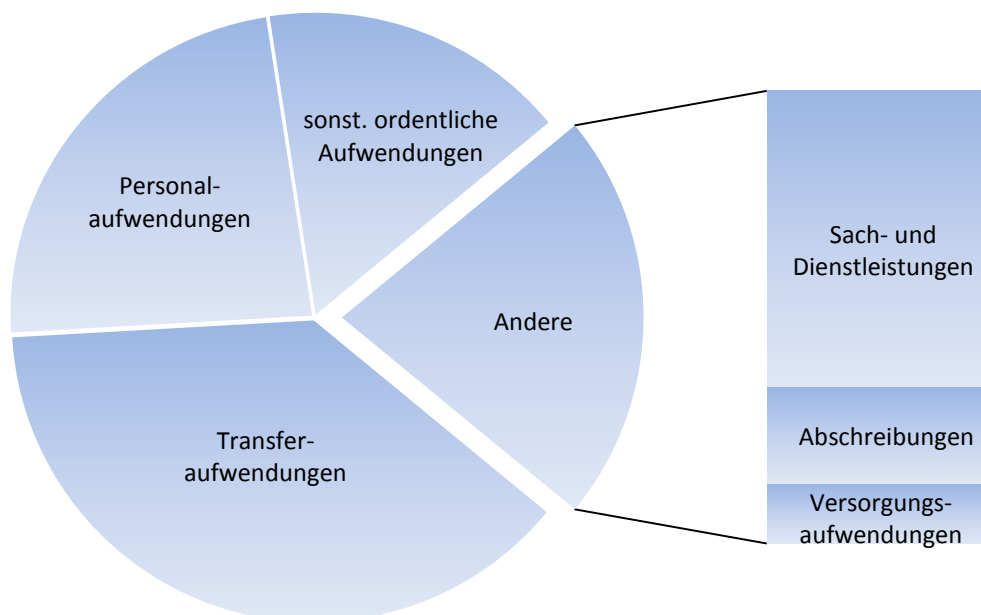 sonst. ordentliche
Aufwendungen
Personal-
aufwendungen
Andere
Transfer-
aufwendungen
Sach- und
Dienstleistungen
Abschreibungen
Versorgungs-
aufwendungen